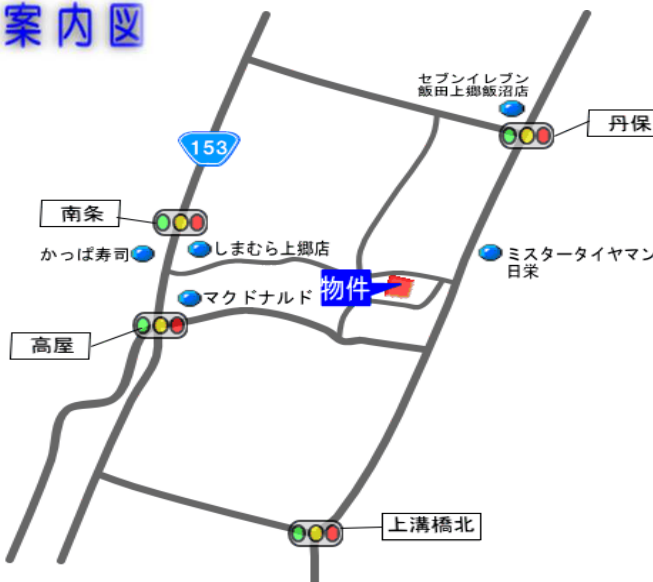 案内図
セブンイレブン
飯田上郷飯沼店
丹保
153
南条
かっぱ寿司
しまむら上郷店
ミスタータイヤマン
日栄
物件
マクドナルド
高屋
上溝橋北